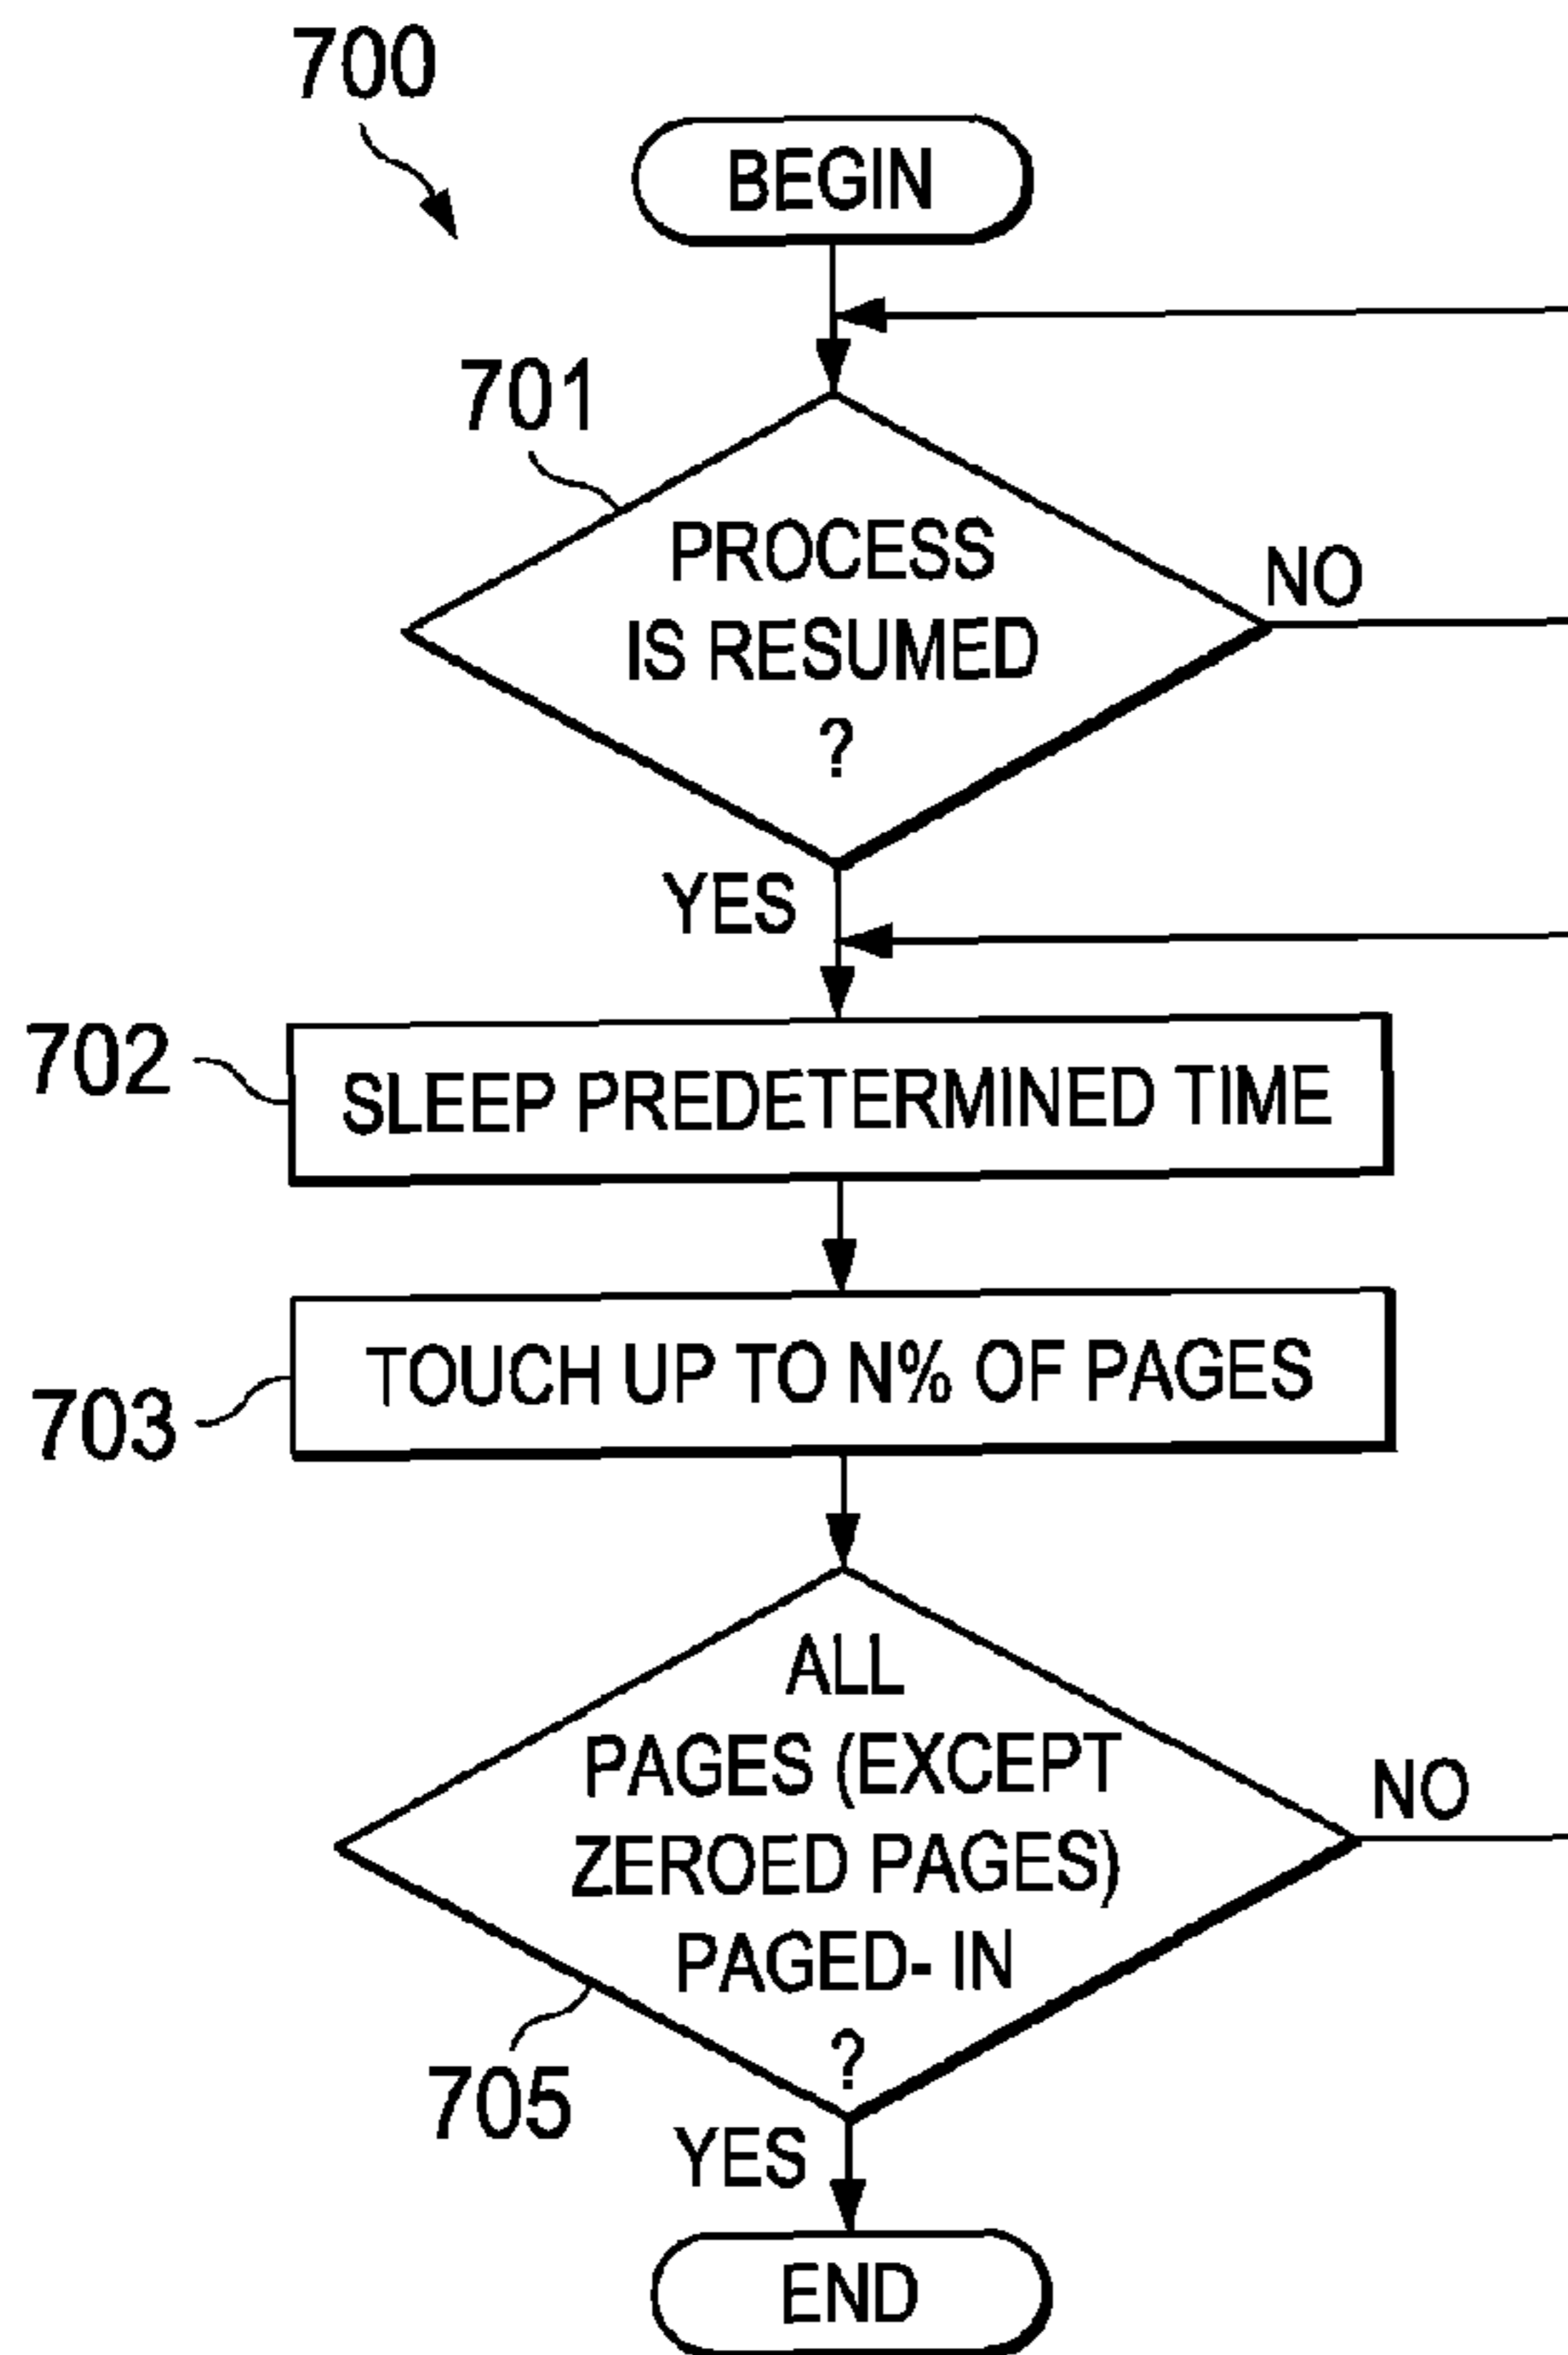 700
BEGIN
701
PROCESS
IS RESUMED
?
NO
YES
702
SLEEP PREDETERMINED TIME
703
TOUCH UP TO N% OF PAGES
ALL
PAGES (EXCEPT
ZEROED PAGES)
PAGED- IN
?
NO
705
YES
END